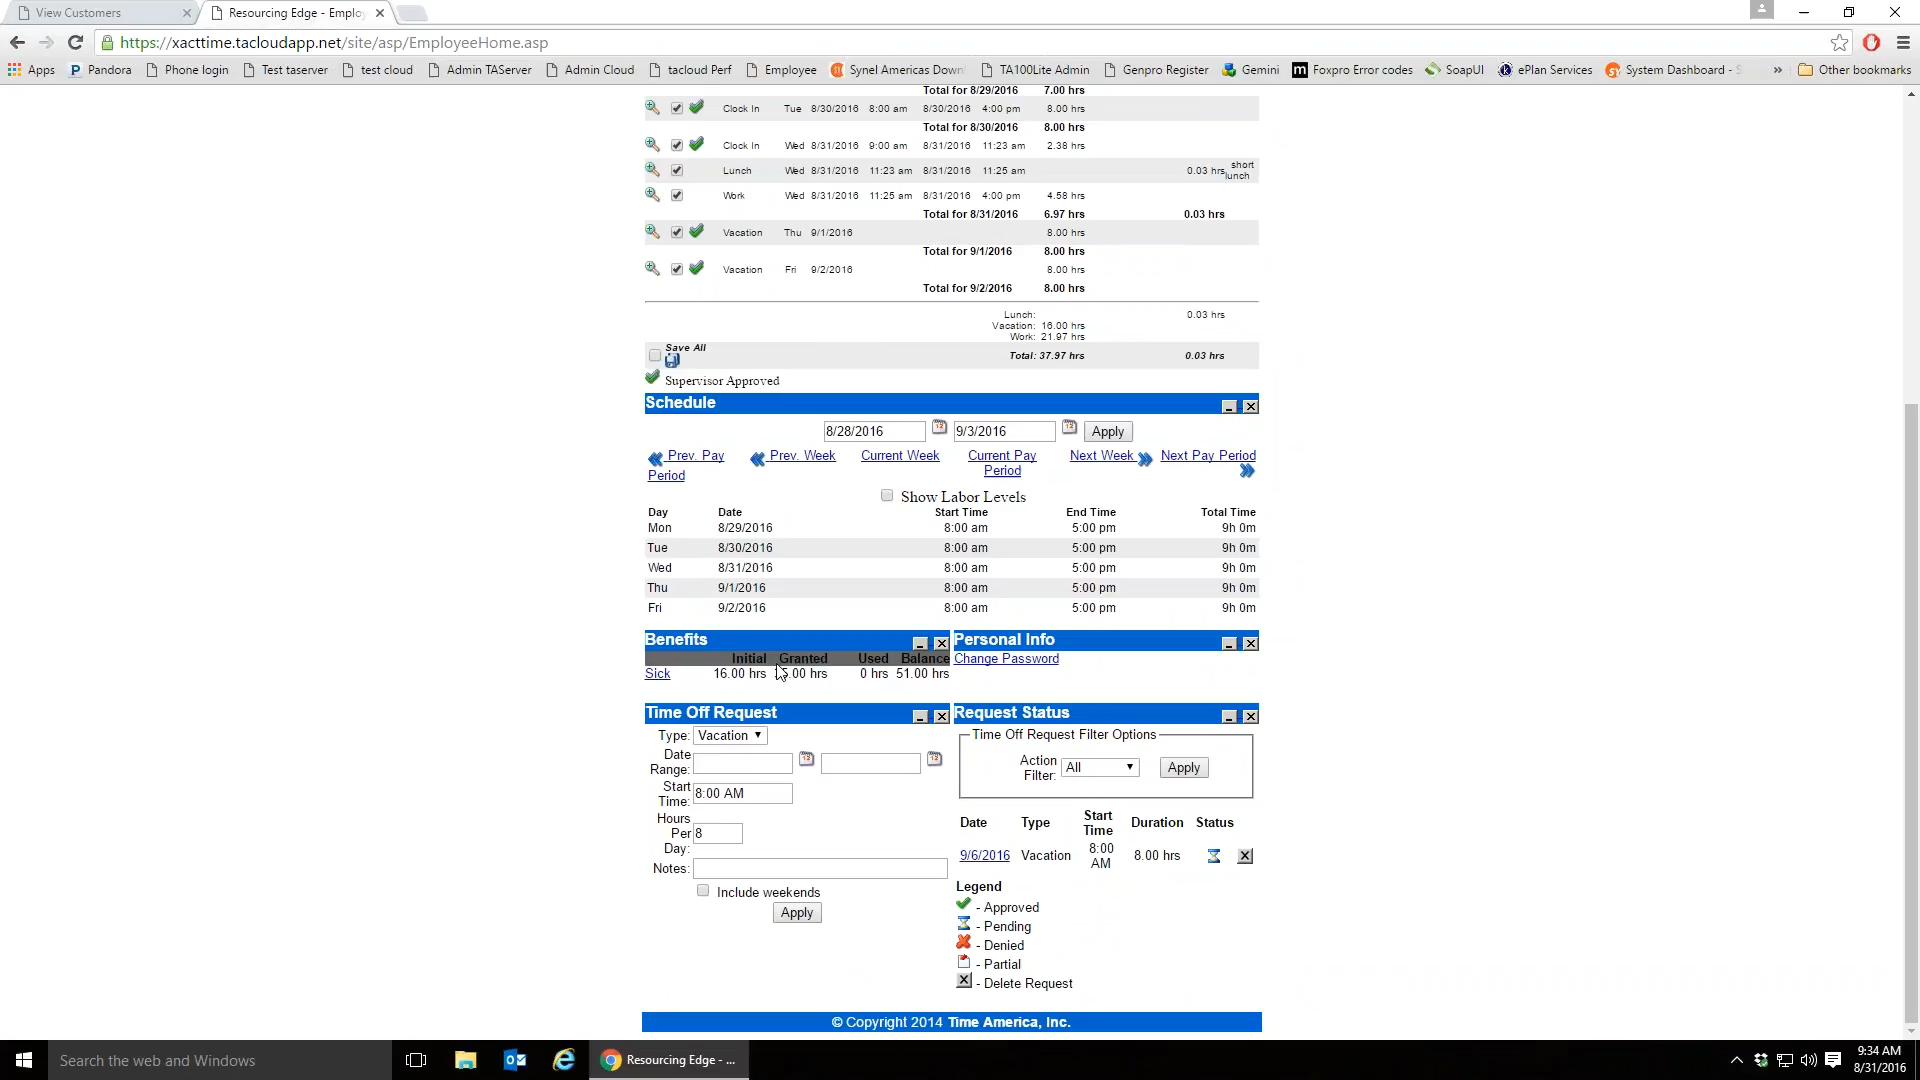 View Customers
Resourcing Edge - Emplo
https://xacttime.tacloudapp.net/site/asp/EmployeeHome.asp
Apps Pandora Phone login Test taserver test cloud Admin TAServer Admin Cloud tacloud Perf Employee Synel Americas Down TA100Lite Admin Genpro Register Gemini Foxpro Error codes SoapUI ePlan Services System Dashboard - S » Other bookmarks
Total for 8/29/2016 7.00 hrs
Clock In Tue 8/30/2016 8:00 am 8/30/2016 4:00 pm 8.00 hrs
Total for 8/30/2016 8.00 hrs
Clock In Wed 8/31/2016 9:00 am 8/31/2016 11:23 am 2.38 hrs
Lunch Wed 8/31/2016 11:23 am 8/31/2016 11:25 am 0.03 hrs short lunch
Work Wed 8/31/2016 11:25 am 8/31/2016 4:00 pm 4.58 hrs
Total for 8/31/2016 6.97 hrs 0.03 hrs
Vacation Thu 9/1/2016 8.00 hrs
Total for 9/1/2016 8.00 hrs
Vacation Fri 9/2/2016 8.00 hrs
Total for 9/2/2016 8.00 hrs
Lunch: 0.03 hrs
Vacation: 16.00 hrs
Work: 21.97 hrs
Save All
Total: 37.97 hrs 0.03 hrs
Supervisor Approved
Schedule
8/28/2016 9/3/2016 Apply
Prev. Pay Period Prev. Week Current Week Current Pay Period Next Week Next Pay Period
Show Labor Levels
Day Date Start Time End Time Total Time
Mon 8/29/2016 8:00 am 5:00 pm 9h 0m
Tue 8/30/2016 8:00 am 5:00 pm 9h 0m
Wed 8/31/2016 8:00 am 5:00 pm 9h 0m
Thu 9/1/2016 8:00 am 5:00 pm 9h 0m
Fri 9/2/2016 8:00 am 5:00 pm 9h 0m
Benefits
Initial Granted Used Balance
Sick 16.00 hrs 5.00 hrs 0 hrs 51.00 hrs
Personal Info
Change Password
Time Off Request
Type: Vacation
Date Range:
Start Time: 8:00 AM
Hours Per Day: 8
Notes:
Include weekends
Apply
Request Status
Time Off Request Filter Options
Action Filter: All Apply
Date Type Start Time Duration Status
9/6/2016 Vacation 8:00 AM 8.00 hrs
Legend
- Approved
- Pending
- Denied
- Partial
- Delete Request
© Copyright 2014 Time America, Inc.
Search the web and Windows
Resourcing Edge - ...
9:34 AM
8/31/2016